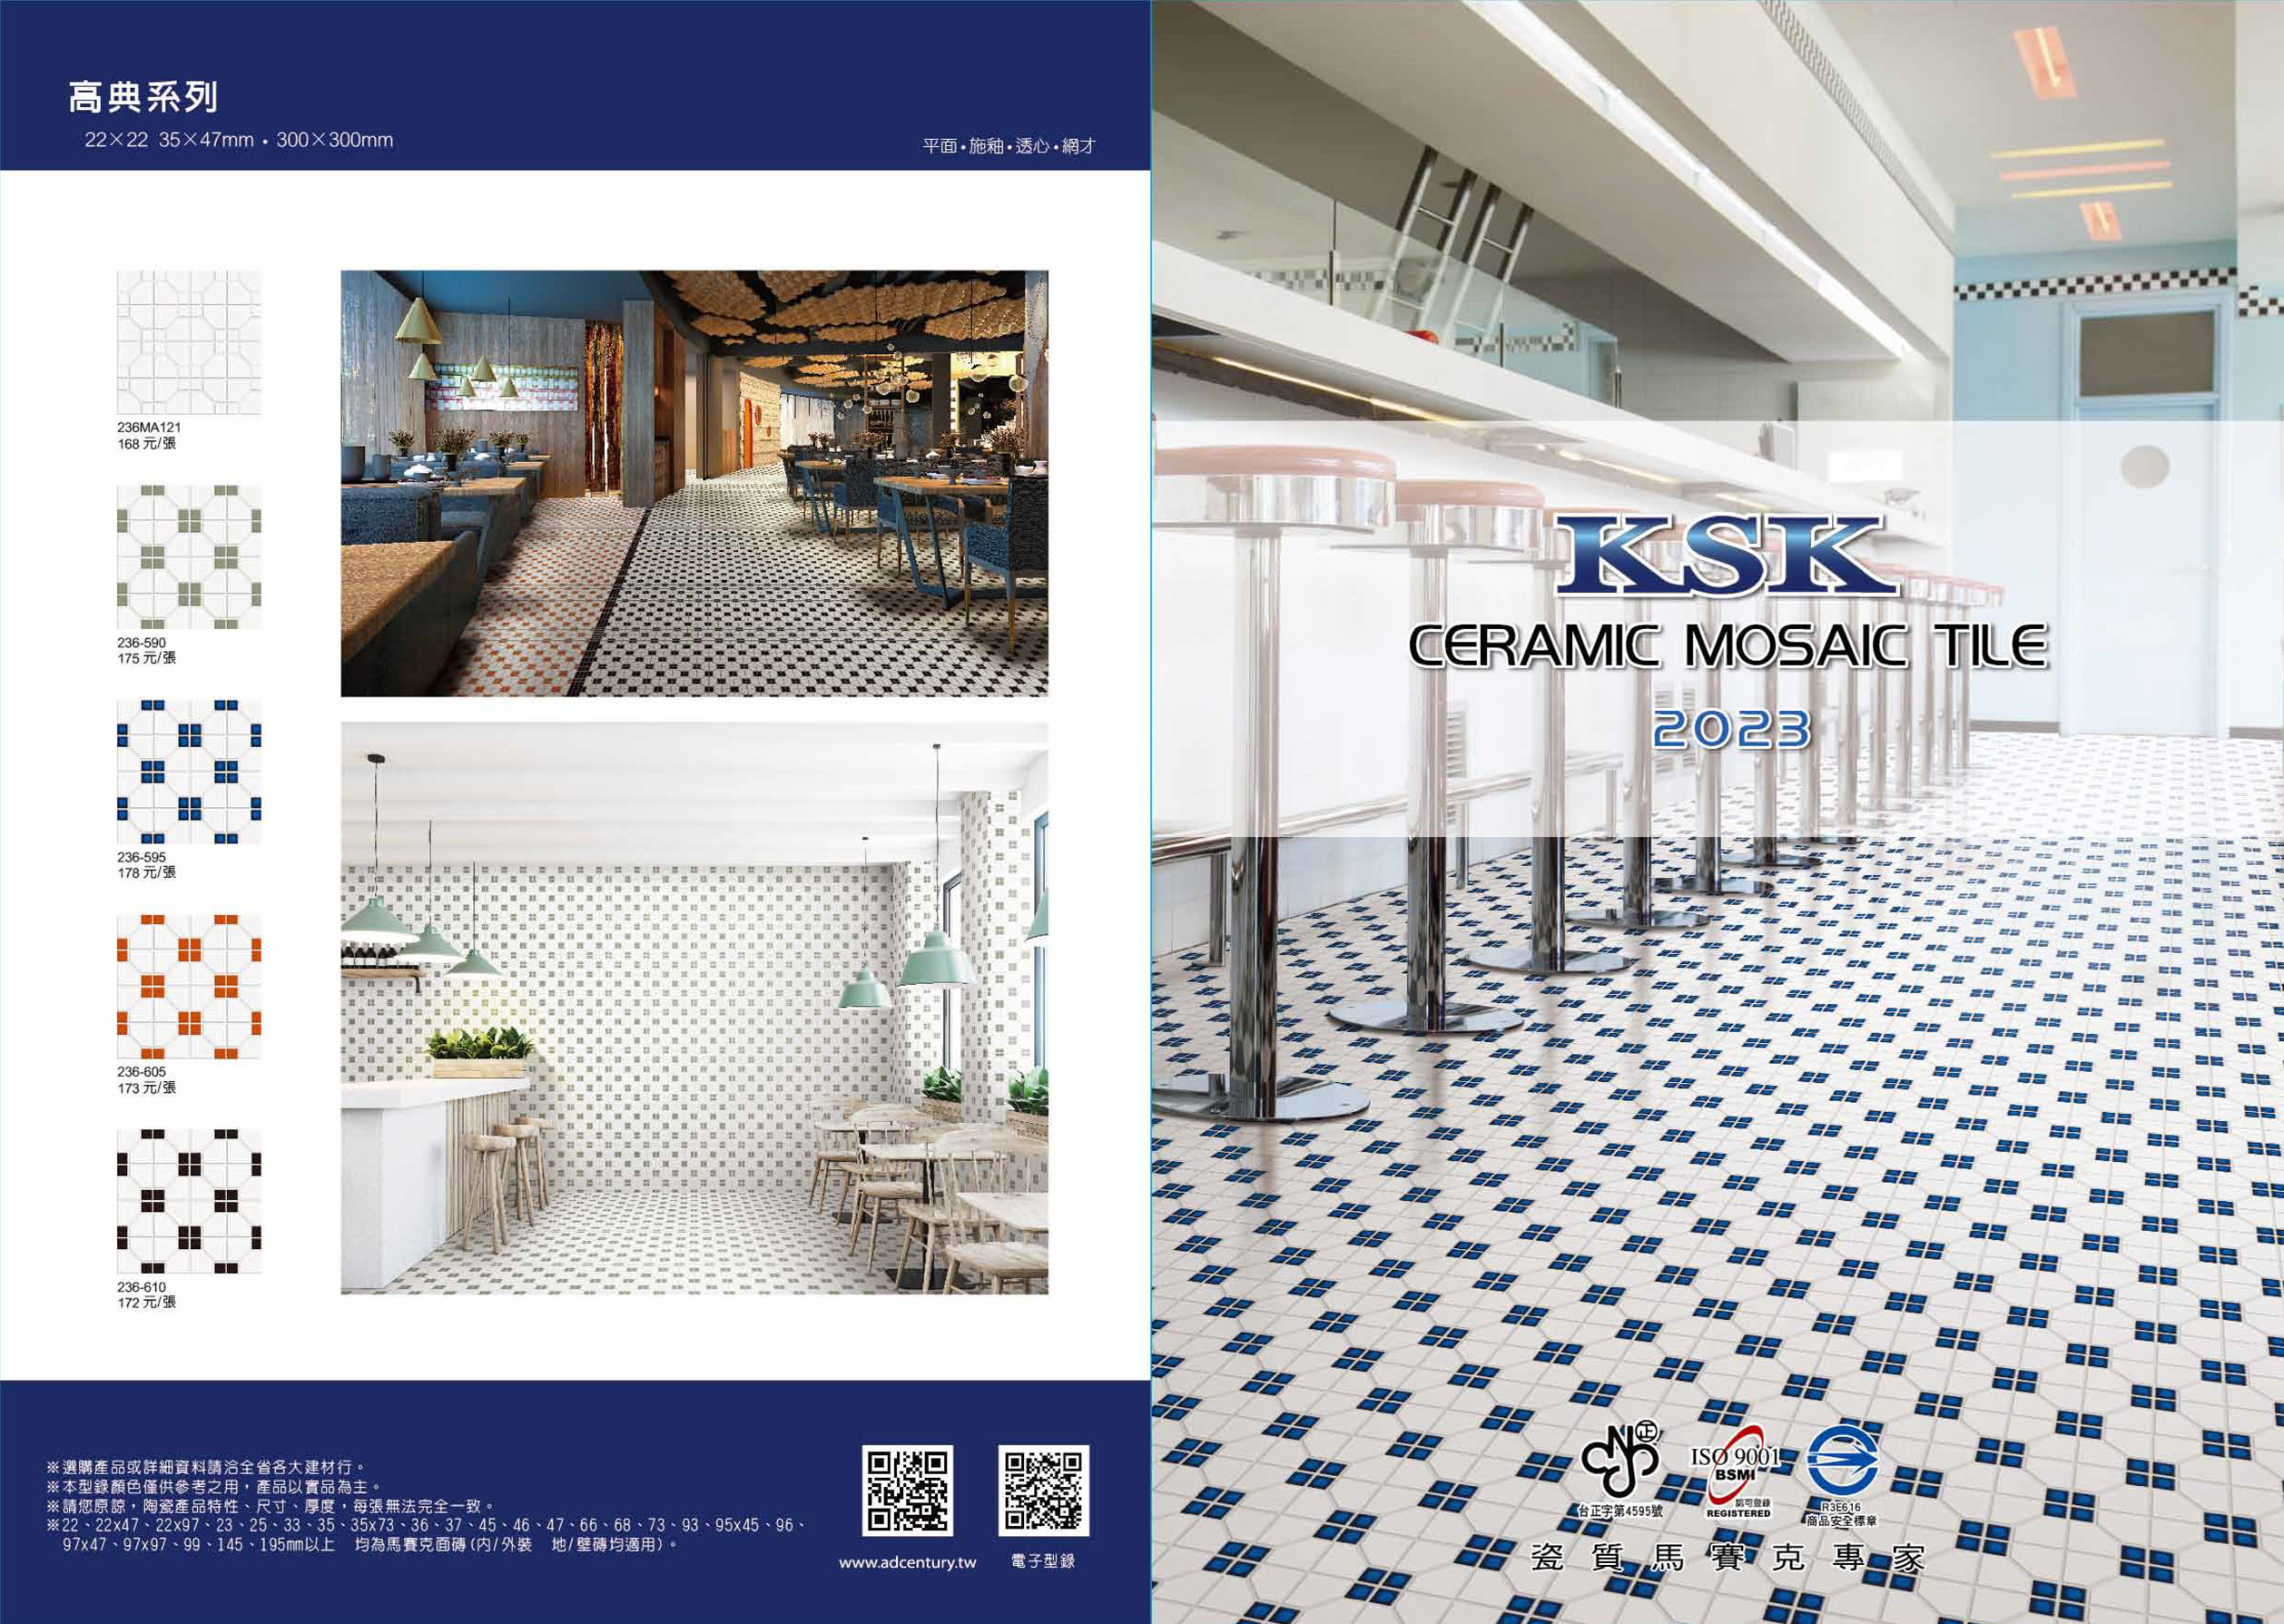 高典系列
22×22 35×47mm・300×300mm
平面・施釉・透心・網才
236MA121
168 元/張
236-590
175 元/張
236-595
178 元/張
236-605
173 元/張
236-610
172 元/張
※選購產品或詳細資料請洽全省各大建材行。
※本型錄顏色僅供參考之用，產品以實品為主。
※請您原諒，陶瓷產品特性、尺寸、厚度，每張無法完全一致。
※22、22x47、22x97、23、25、33、35、35x73、36、37、45、46、47、66、68、73、93、95x45、96、
97x47、97x97、99、145、195mm以上 均為馬賽克面磚(内/外裝 地/壁磚均適用)。
www.adcentury.tw
電子型錄
KSK
CERAMIC MOSAIC TILE
2023
正
台正字第4595號
ISO 9001
BSMI
認可登錄
REGISTERED
R3E616
商品安全標章
瓷質馬賽克專家